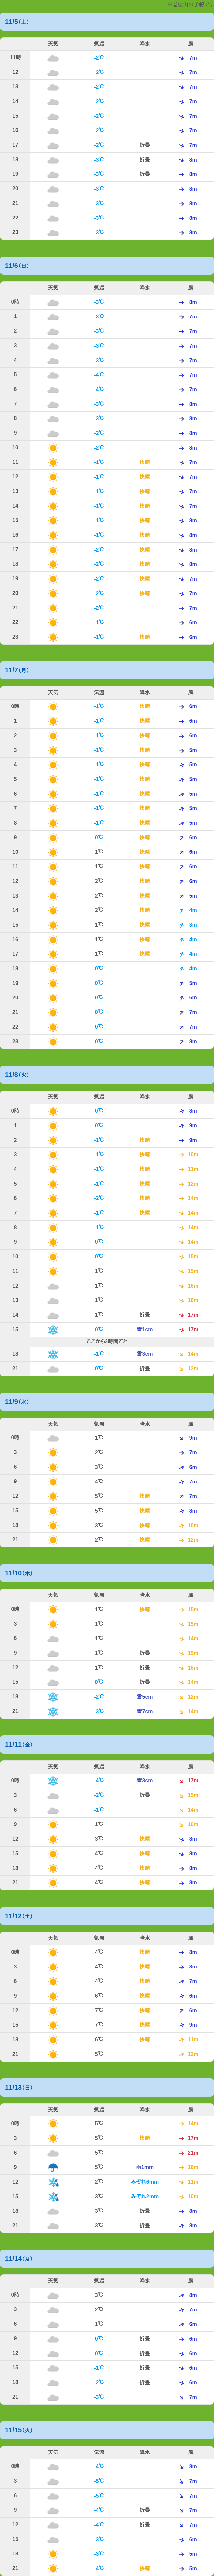 ※岩樋山の予報です
11/5(土)
天気 気温 降水 風
11時 -2℃ 7m
12 -2℃ 7m
13 -2℃ 7m
14 -2℃ 7m
15 -2℃ 7m
16 -2℃ 7m
17 -2℃ 折曇 7m
18 -3℃ 折曇 8m
19 -3℃ 折曇 8m
20 -3℃ 8m
21 -3℃ 8m
22 -3℃ 8m
23 -3℃ 8m
11/6(日)
天気 気温 降水 風
0時 -3℃ 8m
1 -3℃ 7m
2 -3℃ 7m
3 -3℃ 7m
4 -3℃ 7m
5 -4℃ 7m
6 -4℃ 7m
7 -3℃ 8m
8 -3℃ 8m
9 -2℃ 8m
10 -2℃ 8m
11 -1℃ 快晴 7m
12 -1℃ 快晴 7m
13 -1℃ 快晴 7m
14 -1℃ 快晴 7m
15 -1℃ 快晴 8m
16 -1℃ 快晴 8m
17 -2℃ 快晴 8m
18 -2℃ 快晴 8m
19 -2℃ 快晴 7m
20 -2℃ 快晴 7m
21 -2℃ 7m
22 -1℃ 6m
23 -1℃ 快晴 6m
11/7(月)
天気 気温 降水 風
0時 -1℃ 快晴 6m
1 -1℃ 快晴 6m
2 -1℃ 快晴 6m
3 -1℃ 快晴 5m
4 -1℃ 快晴 5m
5 -1℃ 快晴 5m
6 -1℃ 快晴 5m
7 -1℃ 快晴 5m
8 -1℃ 快晴 5m
9 0℃ 快晴 6m
10 1℃ 快晴 6m
11 1℃ 快晴 6m
12 2℃ 快晴 6m
13 2℃ 快晴 5m
14 2℃ 快晴 4m
15 1℃ 快晴 3m
16 1℃ 快晴 4m
17 1℃ 快晴 4m
18 0℃ 4m
19 0℃ 5m
20 0℃ 6m
21 0℃ 7m
22 0℃ 7m
23 0℃ 8m
11/8(火)
天気 気温 降水 風
0時 0℃ 8m
1 0℃ 9m
2 -1℃ 快晴 9m
3 -1℃ 快晴 10m
4 -1℃ 快晴 11m
5 -1℃ 快晴 12m
6 -2℃ 快晴 14m
7 -1℃ 快晴 14m
8 -1℃ 14m
9 0℃ 14m
10 0℃ 15m
11 1℃ 15m
12 1℃ 16m
13 1℃ 16m
14 1℃ 折曇 17m
15 0℃ 雪1cm 17m
ここから3時間ごと
18 -1℃ 雪3cm 14m
21 0℃ 折曇 12m
11/9(水)
天気 気温 降水 風
0時 1℃ 9m
3 2℃ 7m
6 3℃ 6m
9 4℃ 7m
12 5℃ 快晴 7m
15 5℃ 快晴 8m
18 3℃ 快晴 10m
21 2℃ 快晴 12m
11/10(木)
天気 気温 降水 風
0時 1℃ 快晴 15m
3 1℃ 15m
6 1℃ 14m
9 1℃ 折曇 15m
12 1℃ 折曇 16m
15 0℃ 折曇 14m
18 -2℃ 雪5cm 12m
21 -3℃ 雪7cm 14m
11/11(金)
天気 気温 降水 風
0時 -4℃ 雪3cm 17m
3 -2℃ 折曇 15m
6 -1℃ 14m
9 1℃ 10m
12 3℃ 快晴 8m
15 4℃ 快晴 8m
18 4℃ 快晴 8m
21 4℃ 快晴 8m
11/12(土)
天気 気温 降水 風
0時 4℃ 快晴 8m
3 4℃ 快晴 8m
6 4℃ 快晴 7m
9 6℃ 快晴 6m
12 7℃ 快晴 6m
15 7℃ 快晴 9m
18 6℃ 快晴 11m
21 5℃ 12m
11/13(日)
天気 気温 降水 風
0時 5℃ 14m
3 5℃ 快晴 17m
6 5℃ 21m
9 5℃ 雨1mm 16m
12 2℃ みぞれ6mm 11m
15 3℃ みぞれ2mm 10m
18 3℃ 折曇 8m
21 3℃ 折曇 8m
11/14(月)
天気 気温 降水 風
0時 3℃ 8m
3 2℃ 7m
6 1℃ 6m
9 0℃ 折曇 6m
12 0℃ 折曇 6m
15 -1℃ 折曇 6m
18 -2℃ 折曇 6m
21 -3℃ 7m
11/15(火)
天気 気温 降水 風
0時 -4℃ 8m
3 -5℃ 7m
6 -5℃ 7m
9 -4℃ 折曇 7m
12 -4℃ 折曇 7m
15 -3℃ 6m
18 -3℃ 5m
21 -4℃ 快晴 5m